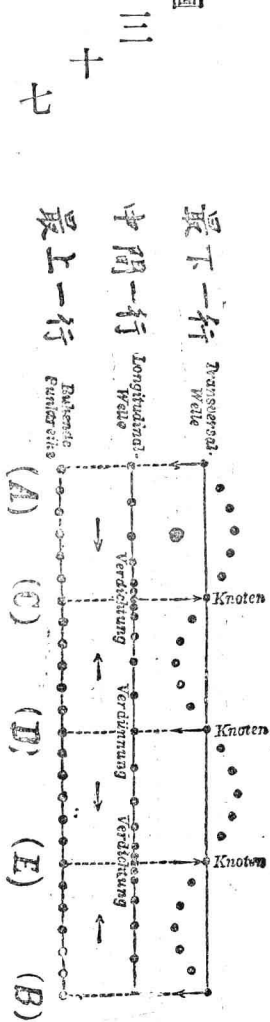 三十七
最上一行
Ruhende
Punktreihe
中間一行
Longitudinal-
Welle
最下一行
Transversal-
Welle
Knoten
Knoten
Knoten
Verdichtung
Verdünnung
Verdichtung
(A) (C) (D) (E) (B)